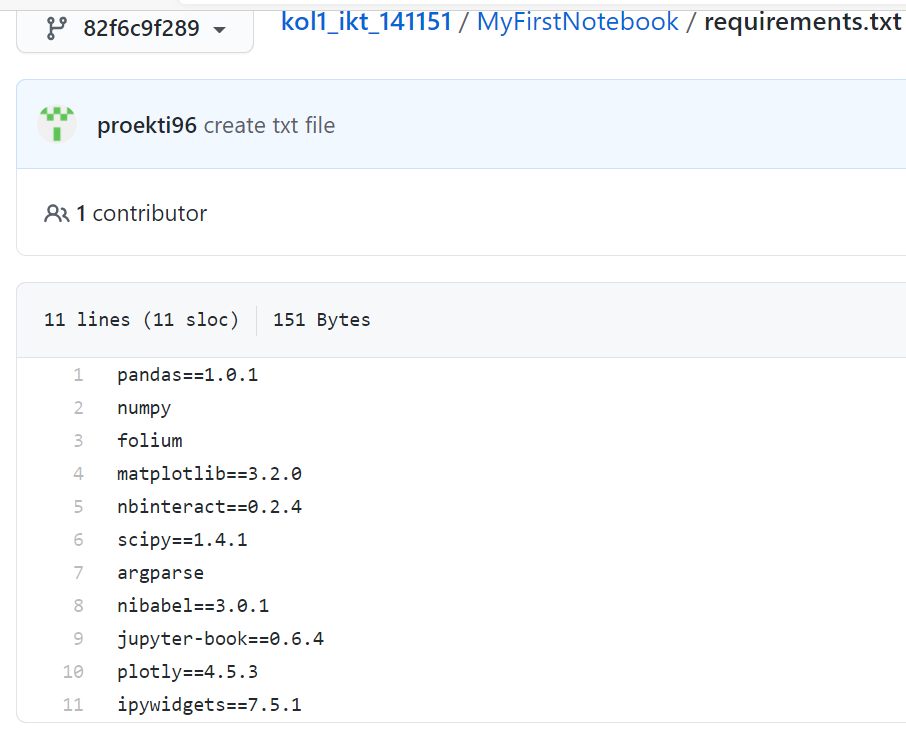 82f6c9f289
kol1_ikt_141151 / MyFirstNotebook / requirements.txt
proekti96 create txt file
1 contributor
11 lines (11 sloc) 151 Bytes
1 pandas==1.0.1
2 numpy
3 folium
4 matplotlib==3.2.0
5 nbinteract==0.2.4
6 scipy==1.4.1
7 argparse
8 nibabel==3.0.1
9 jupyter-book==0.6.4
10 plotly==4.5.3
11 ipywidgets==7.5.1